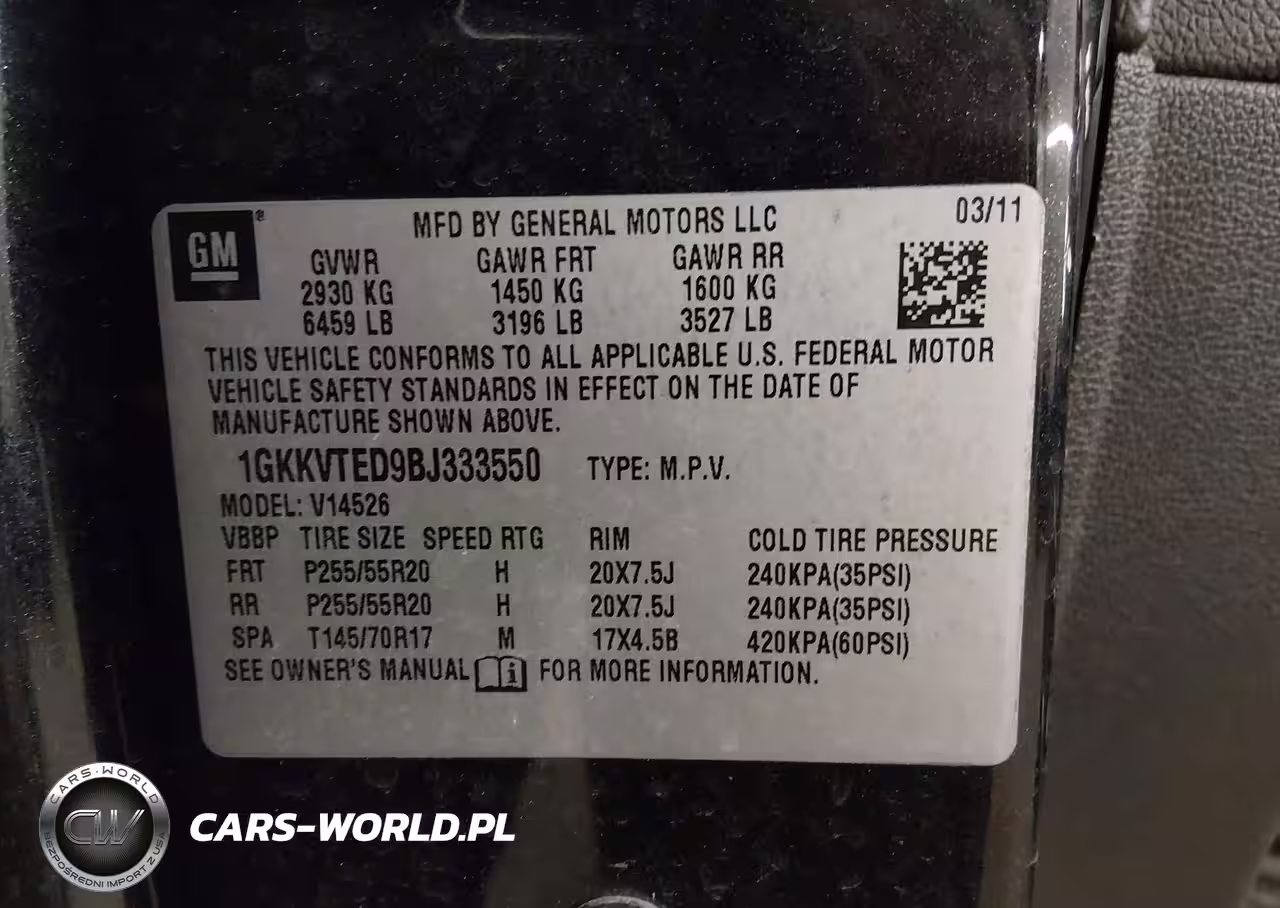 GM ®
MFD BY GENERAL MOTORS LLC 03/11
GVWR GAWR FRT GAWR RR
2930 KG 1450 KG 1600 KG
6459 LB 3196 LB 3527 LB
THIS VEHICLE CONFORMS TO ALL APPLICABLE U.S. FEDERAL MOTOR
VEHICLE SAFETY STANDARDS IN EFFECT ON THE DATE OF
MANUFACTURE SHOWN ABOVE.
1GKKVTED9BJ333550 TYPE: M.P.V.
MODEL: V14526
VBBP TIRE SIZE SPEED RTG RIM COLD TIRE PRESSURE
FRT P255/55R20 H 20X7.5J 240KPA(35PSI)
RR P255/55R20 H 20X7.5J 240KPA(35PSI)
SPA T145/70R17 M 17X4.5B 420KPA(60PSI)
SEE OWNER'S MANUAL i FOR MORE INFORMATION.
CARS-WORLD
CW
BEZPOŚREDNI IMPORT Z USA
CARS-WORLD.PL